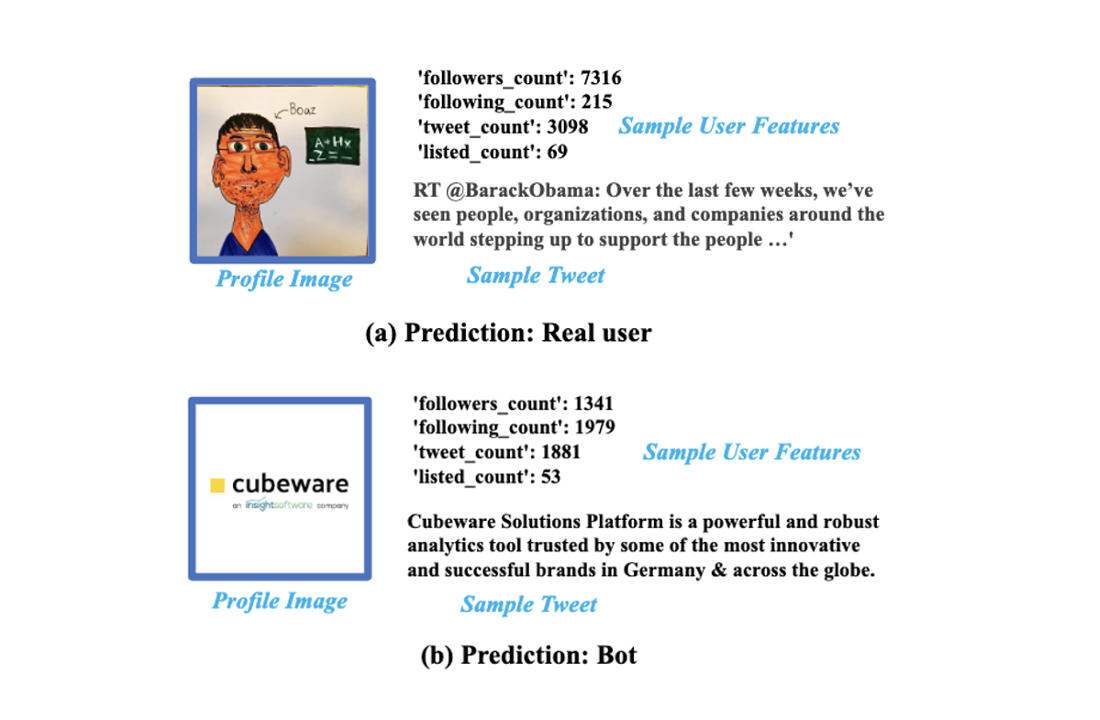 Boaz
A+Hx
-Z = --
'followers_count': 7316
'following_count': 215
'tweet_count': 3098
Sample User Features
'listed_count': 69
RT @BarackObama: Over the last few weeks, we’ve
seen people, organizations, and companies around the
world stepping up to support the people …'
Profile Image
Sample Tweet
(a) Prediction: Real user
cubeware
an insightsoftware company
'followers_count': 1341
'following_count': 1979
'tweet_count': 1881
Sample User Features
'listed_count': 53
Cubeware Solutions Platform is a powerful and robust
analytics tool trusted by some of the most innovative
and successful brands in Germany & across the globe.
Profile Image
Sample Tweet
(b) Prediction: Bot